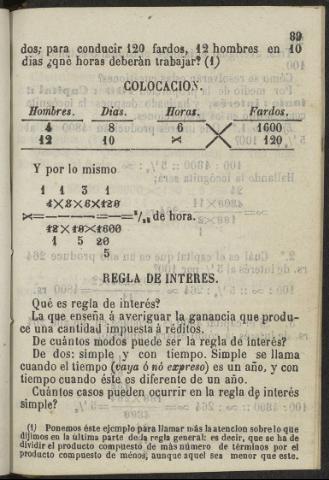 89
dos; para conducir 120 fardos, 12 hombres en 10
dias ¿qné horas deberàn trabajar? (1)
COLOCACION.
Hombres. Dias. Horas. Fardos.
4 8 6 1600
12 10 × 120
Y por lo mismo
1 1 3 1
4×8×6×120
×=———=³/₂₅ de hora.
12×10×1600
1 5 20
5
REGLA DE INTERES.
Què es regla de interés?
La que enseña á averiguar la ganancia que produ-
ce una cantidad impuesta á réditos.
De cuántos modos puede ser la regla de interés?
De dos: simple y con tiempo. Simple se llama
cuando el tiempo (vaya ó nó expreso) es un año, y con
tiempo cuando éste es diferente de un año.
Cuántos casos pueden ocurrir en la regla de interés
simple?
(1) Ponemos éste ejemplo para llamar más la atencion sobre lo que
dijimos en la última parte de la regla general: es decir, que se ha de
dividir el producto compuesto de más número de términos por el
producto compuesto de ménos, aunque aquel sea menor que este.